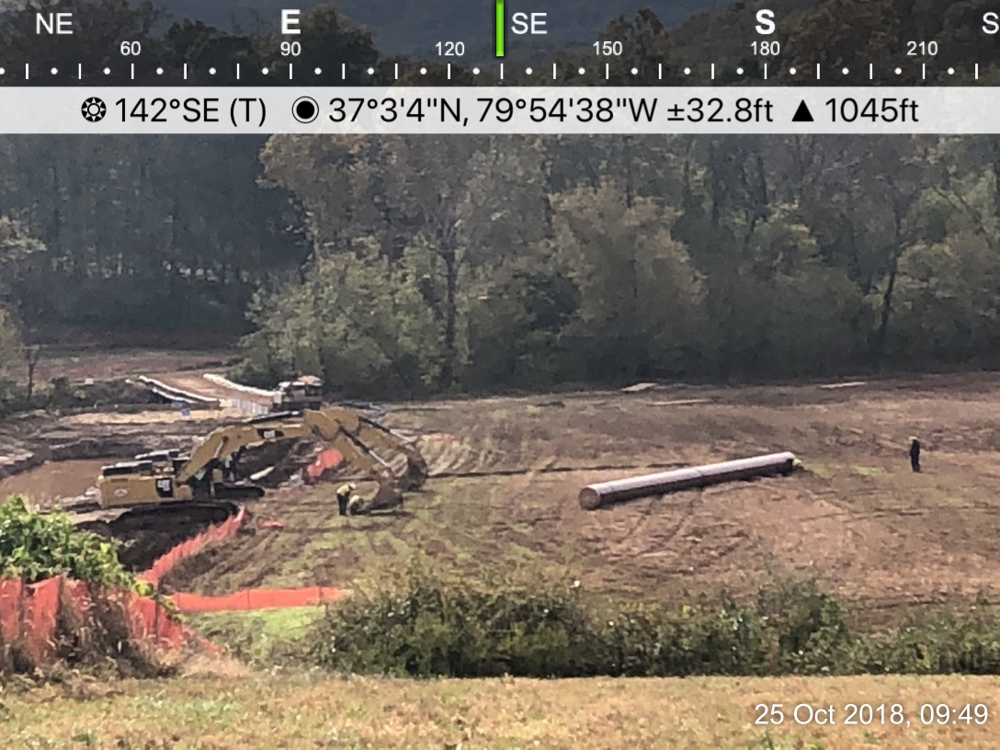 NE E SE S S
60 90 120 150 180 210
142°SE (T) 37°3'4"N, 79°54'38"W ±32.8ft ▲ 1045ft
25 Oct 2018, 09:49